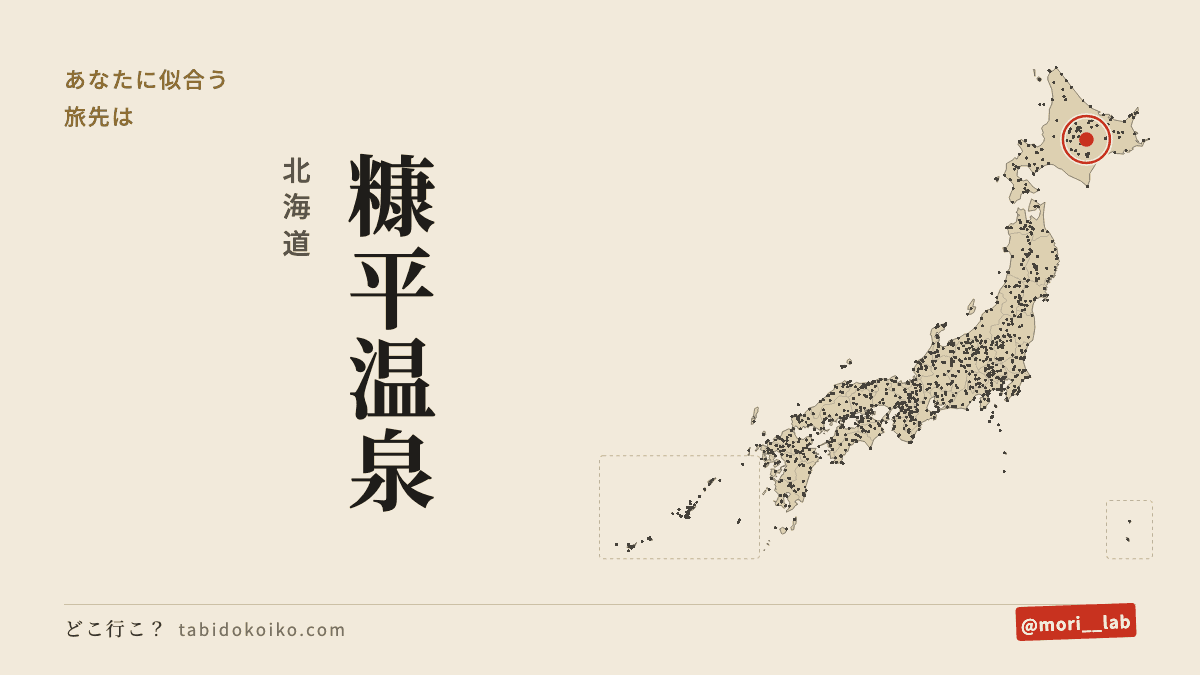 あなたに似合う
旅先は
糠平温泉
北海道
どこ行こ？ tabidokoiko.com
@mori__lab